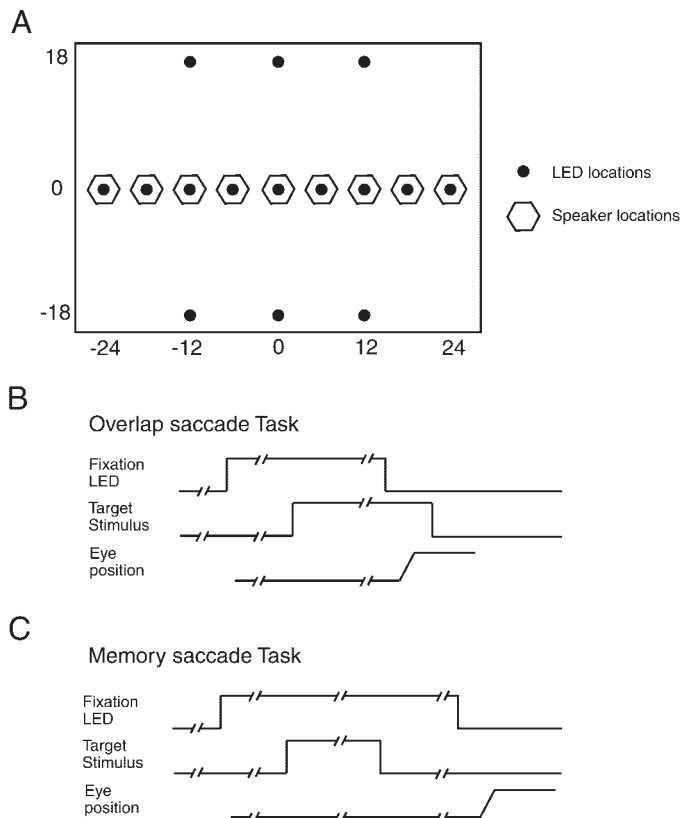 A
18
0
-18
-24 -12 0 12 24
LED locations
Speaker locations
B
Overlap saccade Task
Fixation
LED
Target
Stimulus
Eye
position
C
Memory saccade Task
Fixation
LED
Target
Stimulus
Eye
position